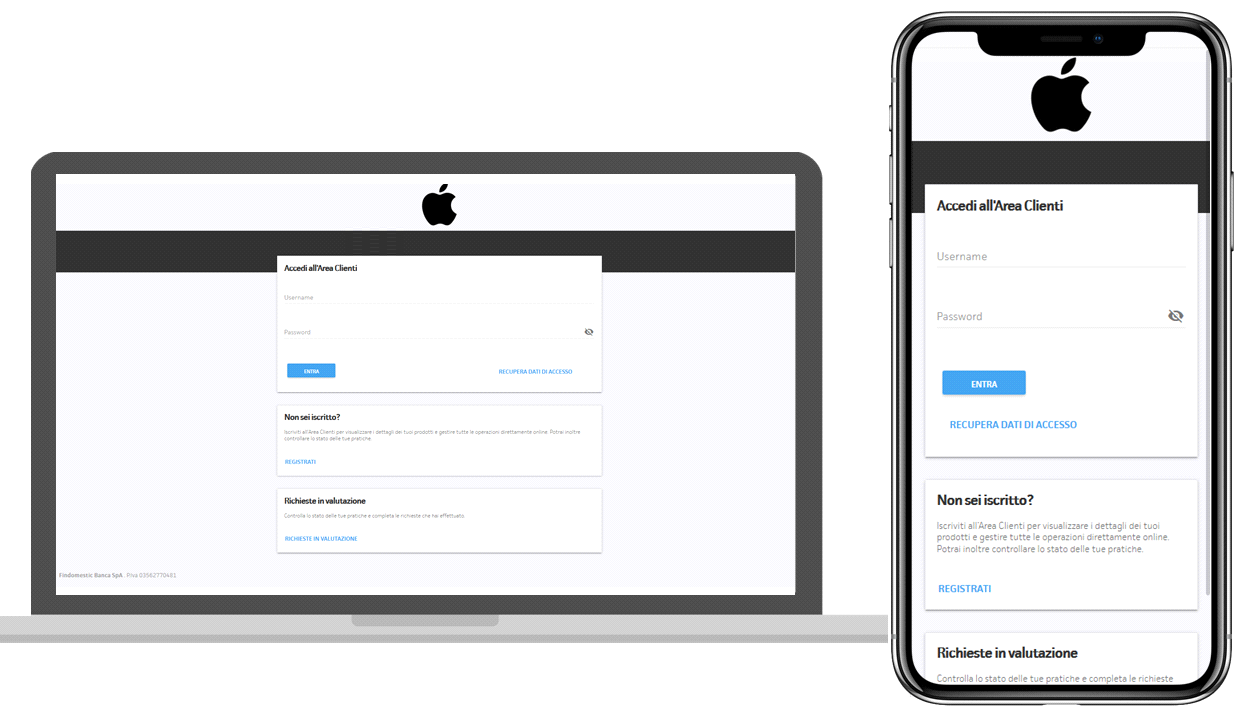 Accedi all'Area Clienti
Username
Password
ENTRA
RECUPERA DATI DI ACCESSO
Non sei iscritto?
Iscriviti all'Area Clienti per visualizzare i dettagli dei tuoi prodotti e gestire tutte le operazioni direttamente online. Potrai inoltre
controllare lo stato delle tue pratiche.
REGISTRATI
Richieste in valutazione
Controlla lo stato delle tue pratiche e completa le richieste che hai effettuato.
RICHIESTE IN VALUTAZIONE
Findomestic Banca SpA. P.iva 03562770481
Accedi all'Area Clienti
Username
Password
ENTRA
RECUPERA DATI DI ACCESSO
Non sei iscritto?
Iscriviti all'Area Clienti per visualizzare i dettagli dei tuoi
prodotti e gestire tutte le operazioni direttamente online.
Potrai inoltre controllare lo stato delle tue pratiche.
REGISTRATI
Richieste in valutazione
Controlla lo stato delle tue pratiche e completa le richieste